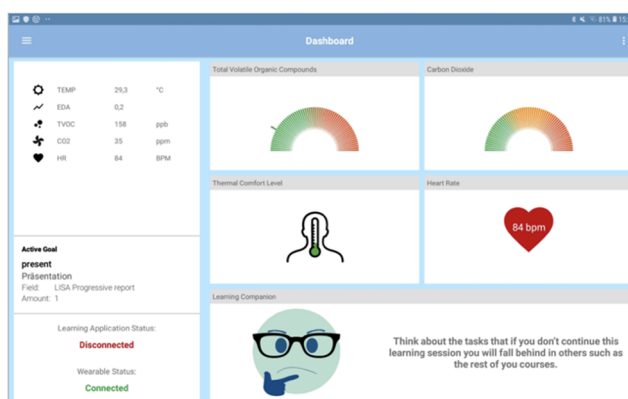 81% 15:
Dashboard
TEMP 29,3 °C
EDA 0,2
TVOC 158 ppb
CO2 35 ppm
HR 84 BPM
Active Goal
present
Präsentation
Field: LISA Progressive report
Amount: 1
Learning Application Status:
Disconnected
Wearable Status:
Connected
Total Volatile Organic Compounds
Carbon Dioxide
Thermal Comfort Level
Heart Rate
84 bpm
Learning Companion
Think about the tasks that if you don't continue this
learning session you will fall behind in others such as
the rest of you courses.